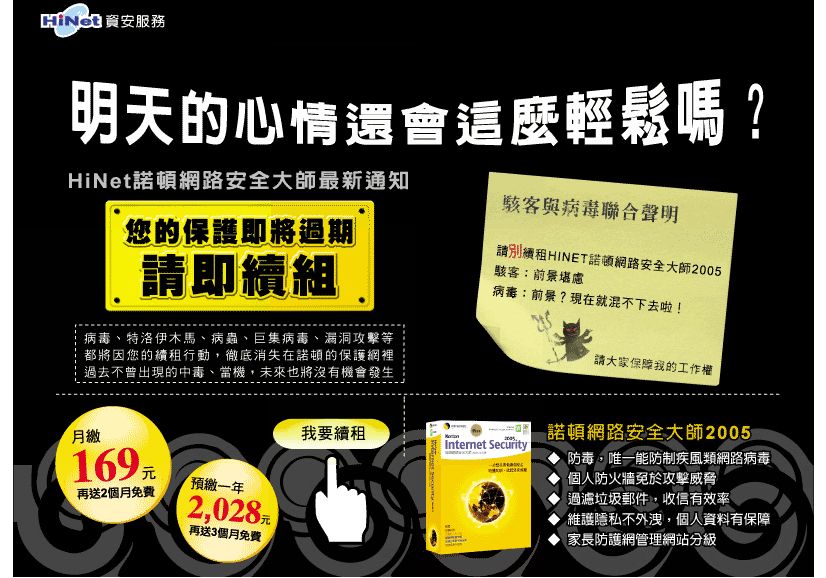 HiNet 資安服務
明天的心情還會這麼輕鬆嗎？
HiNet諾頓網路安全大師最新通知
您的保護即將過期
請即續組
病毒、特洛伊木馬、病蟲、巨集病毒、漏洞攻擊等
都將因您的續租行動，徹底消失在諾頓的保護網裡
過去不曾出現的中毒、當機，未來也將沒有機會發生
駭客與病毒聯合聲明
請別續租HINET諾頓網路安全大師2005
駭客：前景堪慮
病毒：前景？現在就混不下去啦！
請大家保障我的工作權
月繳
169元
再送2個月免費
預繳一年
2,028元
再送3個月免費
我要續租
Norton
Internet Security
2005
諾頓網路安全大師2005
◆ 防毒，唯一能防制疾風類網路病毒
◆ 個人防火牆免於攻擊威脅
◆ 過濾垃圾郵件，收信有效率
◆ 維護隱私不外洩，個人資料有保障
◆ 家長防護網管理網站分級